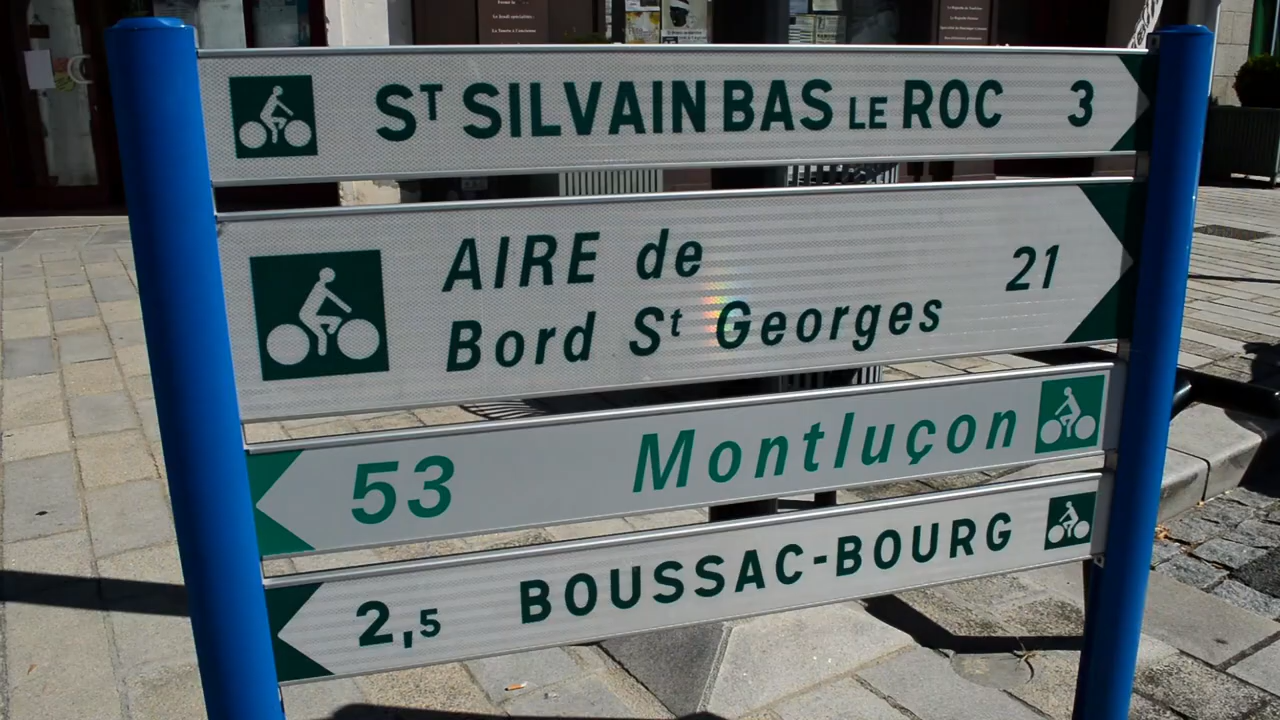 ST SILVAIN BAS LE ROC 3
AIRE de
Bord St Georges 21
53 Montluçon
2,5 BOUSSAC-BOURG